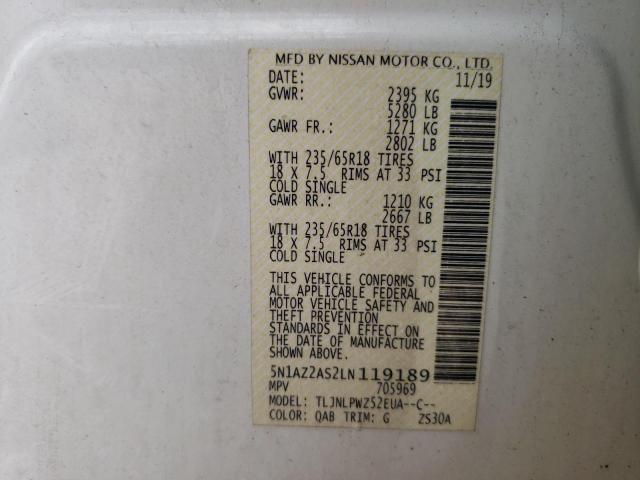 MFD BY NISSAN MOTOR CO., LTD.
DATE: 11/19
GVWR: 2395 KG
5280 LB
GAWR FR.: 1271 KG
2802 LB
WITH 235/65R18 TIRES
18 X 7.5 RIMS AT 33 PSI
COLD SINGLE
GAWR RR.: 1210 KG
2667 LB
WITH 235/65R18 TIRES
18 X 7.5 RIMS AT 33 PSI
COLD SINGLE
THIS VEHICLE CONFORMS TO
ALL APPLICABLE FEDERAL
MOTOR VEHICLE SAFETY AND
THEFT PREVENTION
STANDARDS IN EFFECT ON
THE DATE OF MANUFACTURE
SHOWN ABOVE.
5N1AZ2AS2LN119189
MPV 705969
MODEL: TLJNLPWZ52EUA--C--
COLOR: QAB TRIM: G ZS30A